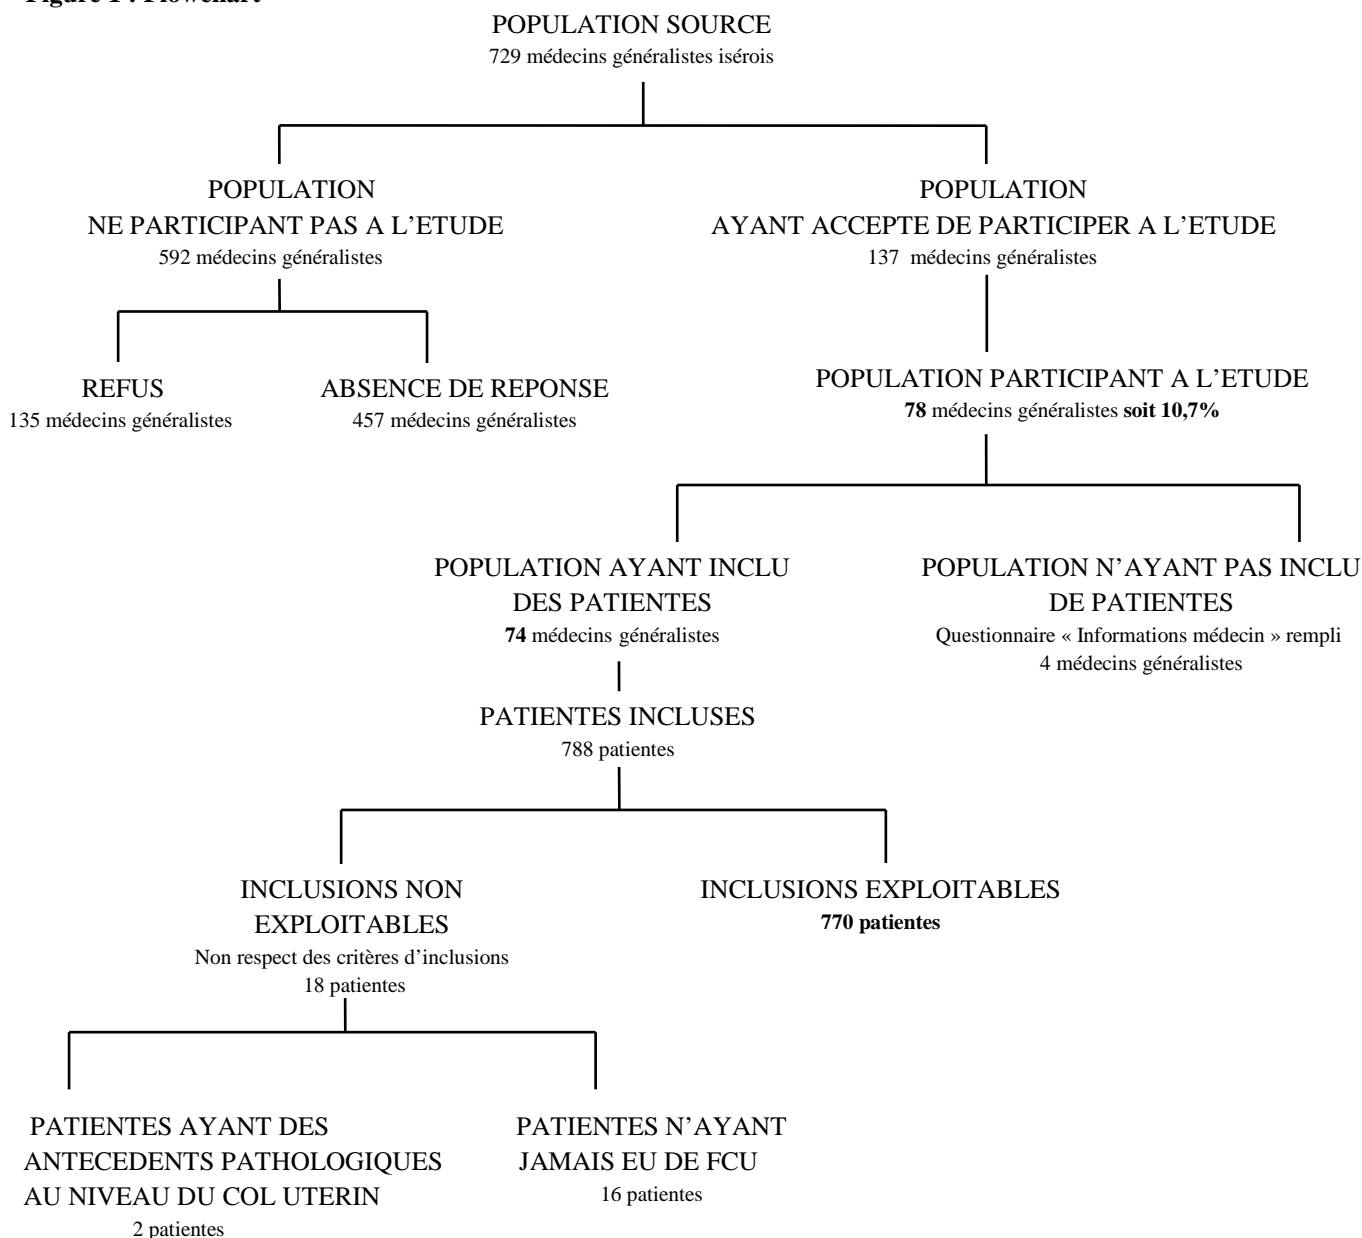 Figure 1 : Flowchart
POPULATION SOURCE
729 médecins généralistes isérois
POPULATION
NE PARTICIPANT PAS A L’ETUDE
592 médecins généralistes
POPULATION
AYANT ACCEPTE DE PARTICIPER A L’ETUDE
137 médecins généralistes
REFUS
135 médecins généralistes
ABSENCE DE REPONSE
457 médecins généralistes
POPULATION PARTICIPANT A L’ETUDE
78 médecins généralistes soit 10,7%
POPULATION AYANT INCLU
DES PATIENTES
74 médecins généralistes
POPULATION N’AYANT PAS INCLU
DE PATIENTES
Questionnaire « Informations médecin » rempli
4 médecins généralistes
PATIENTES INCLUSES
788 patientes
INCLUSIONS NON
EXPLOITABLES
Non respect des critères d’inclusions
18 patientes
INCLUSIONS EXPLOITABLES
770 patientes
PATIENTES AYANT DES
ANTECEDENTS PATHOLOGIQUES
AU NIVEAU DU COL UTERIN
2 patientes
PATIENTES N’AYANT
JAMAIS EU DE FCU
16 patientes